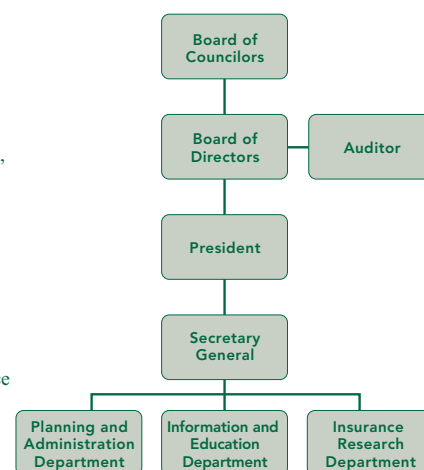 Board of
Councilors
Board of
Directors
Auditor
,
President
Secretary
General
e
Planning and
Administration
Department
Information and
Education
Department
Insurance
Research
Department